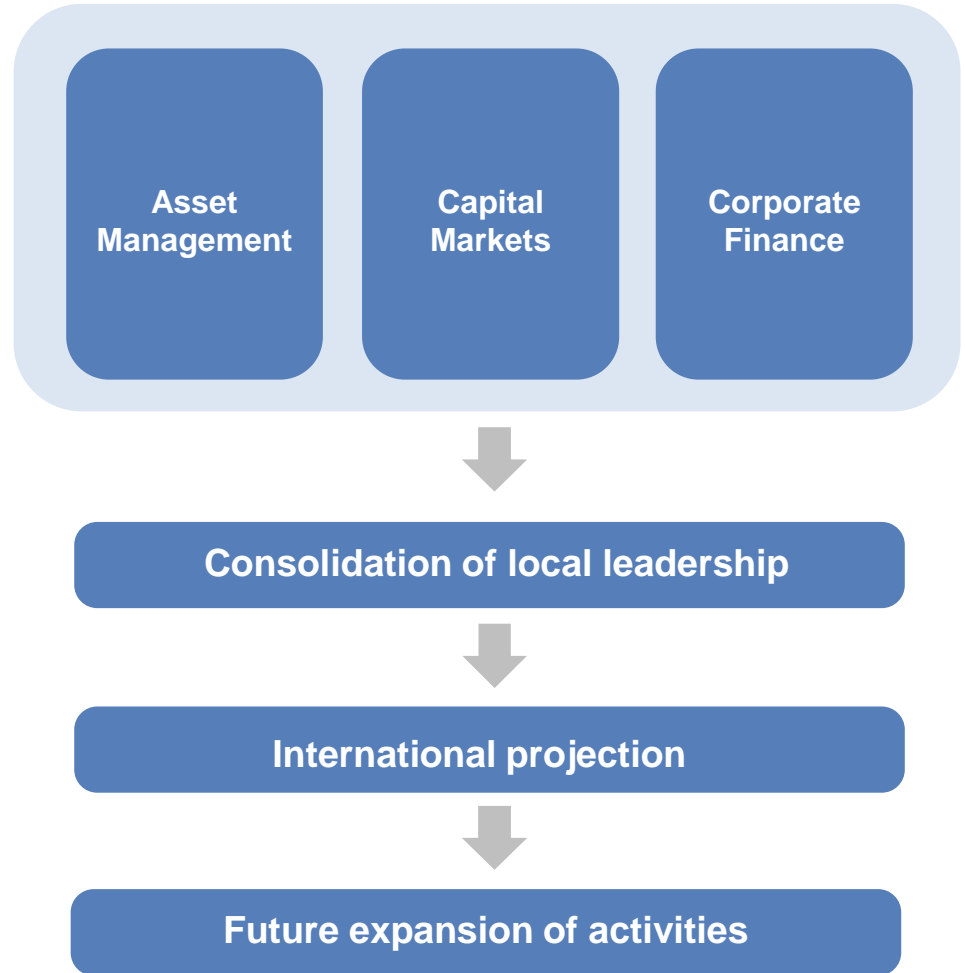 Asset
Management
Capital
Markets
Corporate
Finance
Consolidation of local leadership
International projection
Future expansion of activities